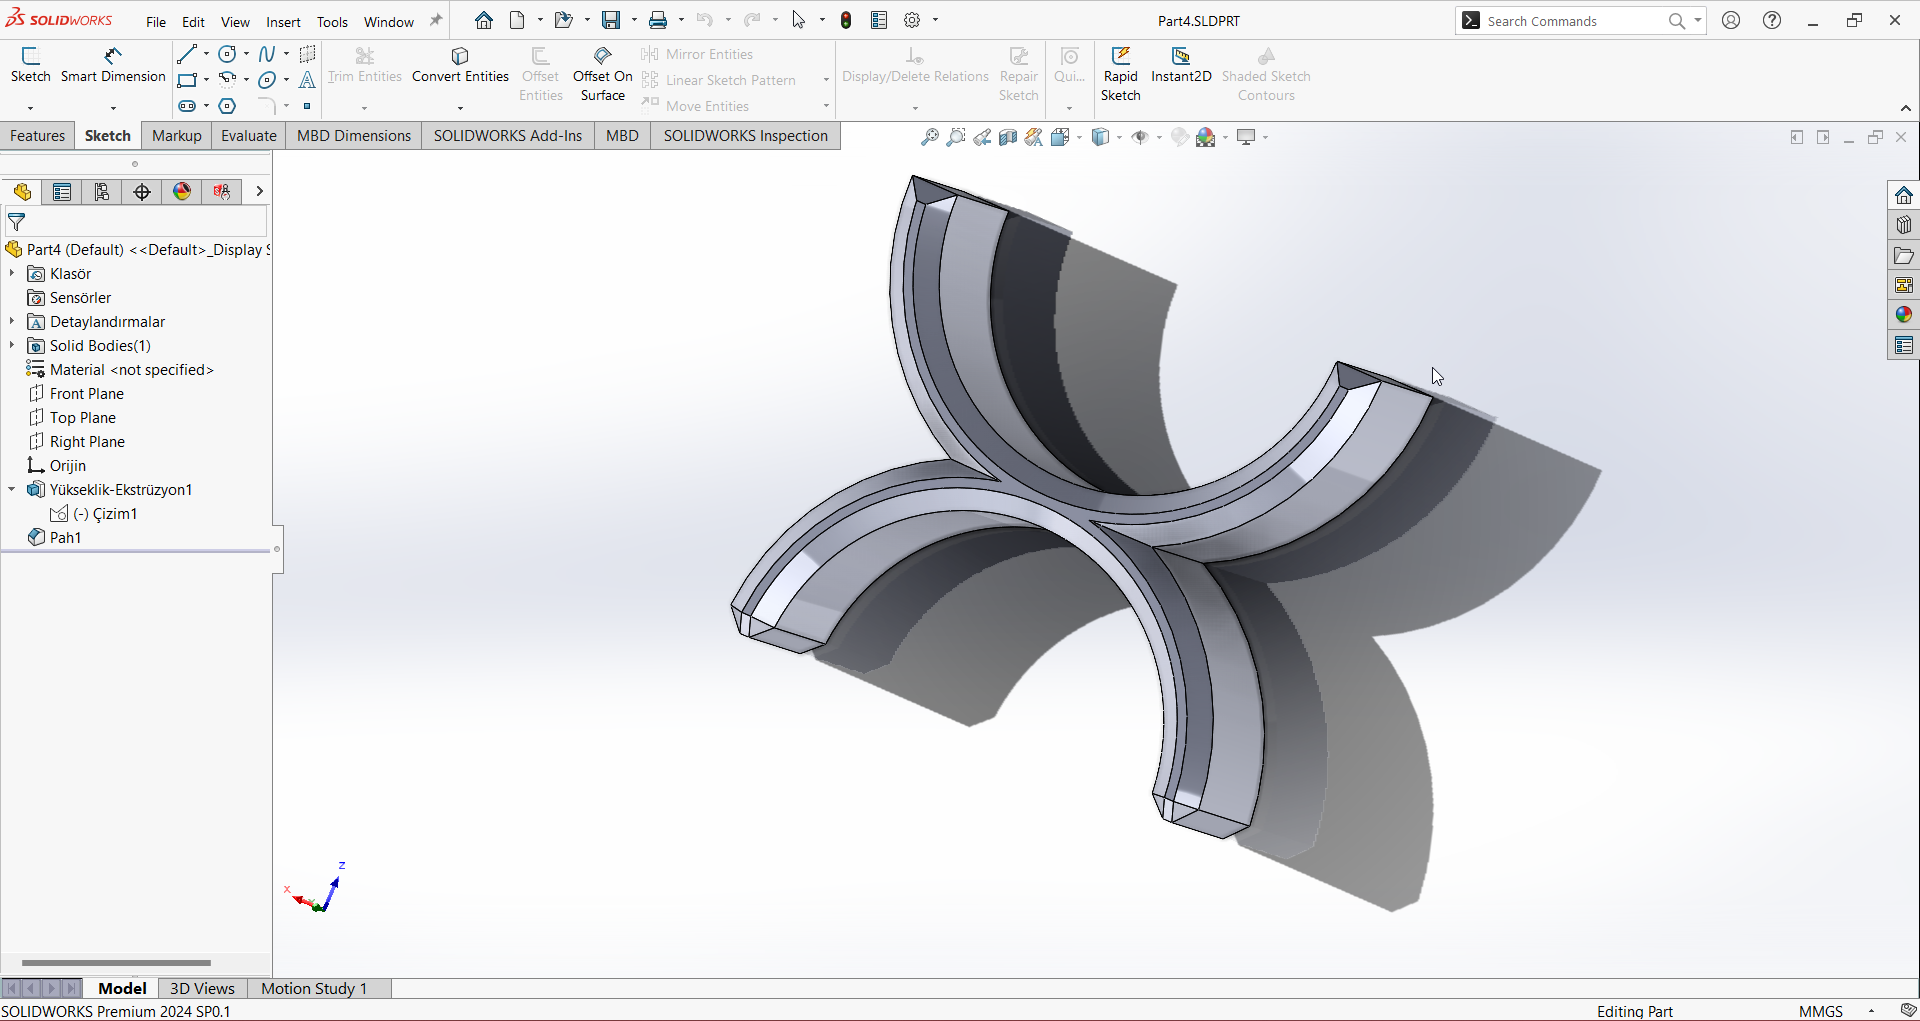 SOLIDWORKS File Edit View Insert Tools Window Part4.SLDPRT Search Commands
Sketch Smart Dimension Trim Entities Convert Entities Offset Entities Offset On Surface Mirror Entities Linear Sketch Pattern Move Entities Display/Delete Relations Repair Sketch Qui... Rapid Sketch Instant2D Shaded Sketch Contours
Features Sketch Markup Evaluate MBD Dimensions SOLIDWORKS Add-Ins MBD SOLIDWORKS Inspection
Part4 (Default) <<Default>_Display S
Klasör
Sensörler
Detaylandırmalar
Solid Bodies(1)
Material <not specified>
Front Plane
Top Plane
Right Plane
Orijin
Yükseklik-Ekstrüzyon1
(-) Çizim1
Pah1
Z
X
Model 3D Views Motion Study 1
SOLIDWORKS Premium 2024 SP0.1 Editing Part MMGS